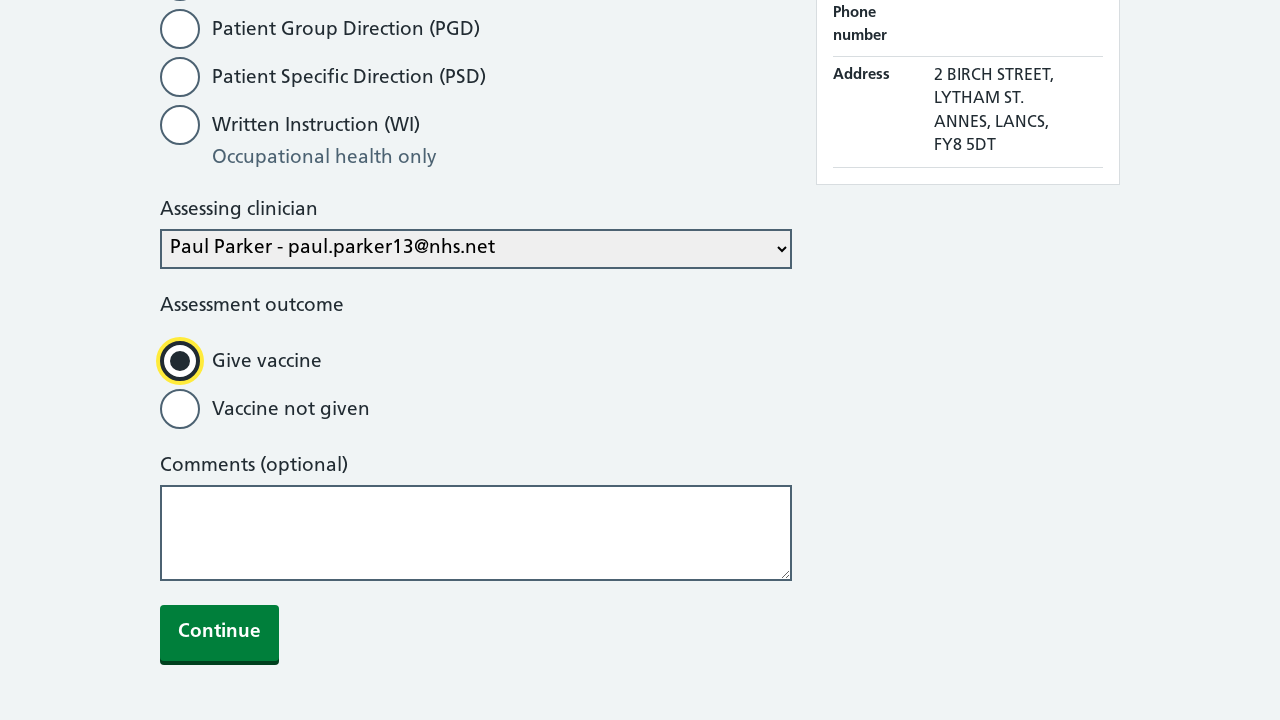 Patient Group Direction (PGD)
Patient Specific Direction (PSD)
Written Instruction (WI)
Occupational health only
Assessing clinician
Paul Parker - paul.parker13@nhs.net
Assessment outcome
Give vaccine
Vaccine not given
Comments (optional)
Continue
Phone
number
Address
2 BIRCH STREET,
LYTHAM ST.
ANNES, LANCS,
FY8 5DT